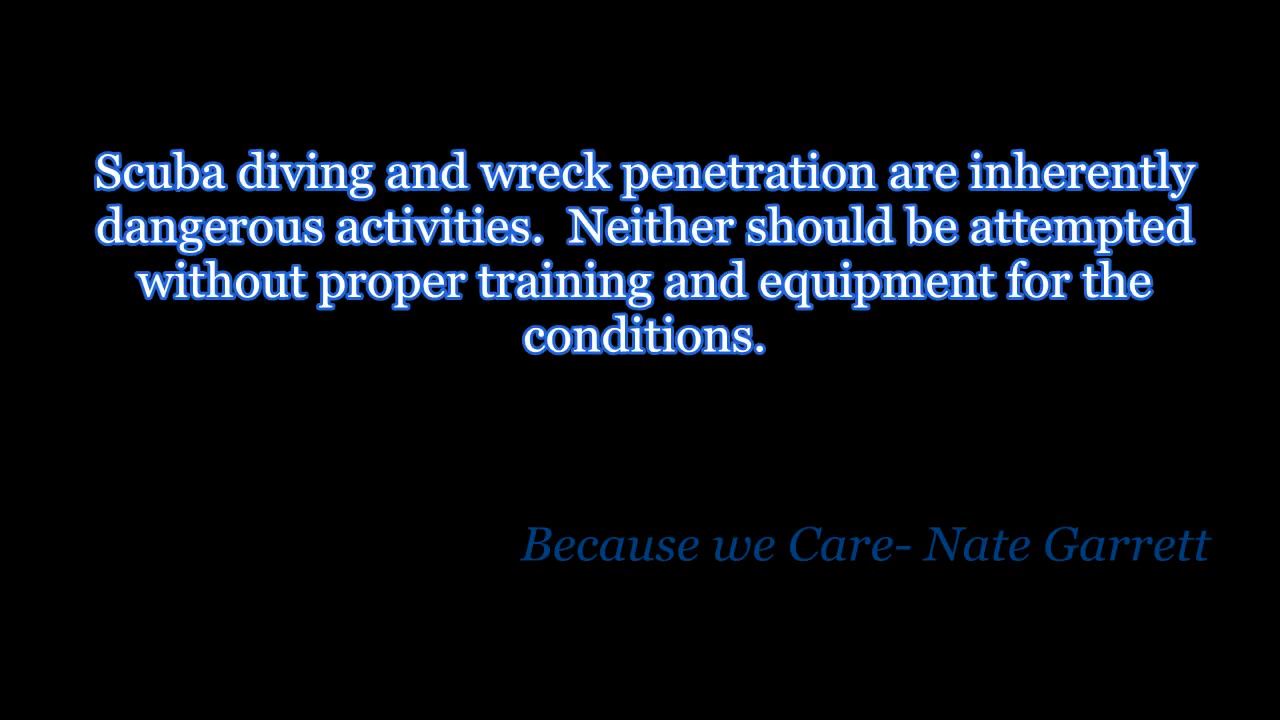 Scuba diving and wreck penetration are inherently
dangerous activities.  Neither should be attempted
without proper training and equipment for the
conditions.
Because we Care- Nate Garrett